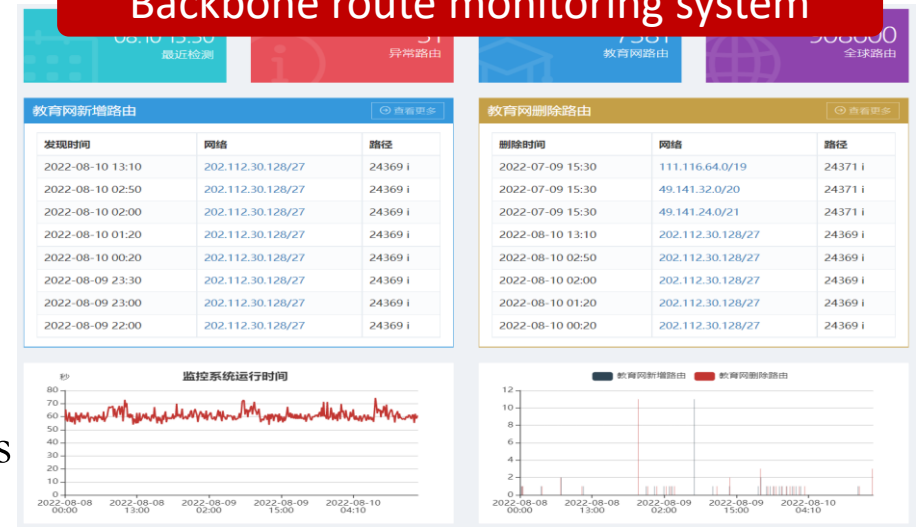 Backbone route monitoring system
最近检测
异常路由
教育网路由
全球路由
教育网新增路由 查看更多
发现时间 网络 路径
2022-08-10 13:10 202.112.30.128/27 24369 i
2022-08-10 02:50 202.112.30.128/27 24369 i
2022-08-10 02:00 202.112.30.128/27 24369 i
2022-08-10 01:20 202.112.30.128/27 24369 i
2022-08-10 00:20 202.112.30.128/27 24369 i
2022-08-09 23:30 202.112.30.128/27 24369 i
2022-08-09 23:00 202.112.30.128/27 24369 i
2022-08-09 22:00 202.112.30.128/27 24369 i
教育网删除路由 查看更多
删除时间 网络 路径
2022-07-09 15:30 111.116.64.0/19 24371 i
2022-07-09 15:30 49.141.32.0/20 24371 i
2022-07-09 15:30 49.141.24.0/21 24371 i
2022-08-10 13:10 202.112.30.128/27 24369 i
2022-08-10 02:50 202.112.30.128/27 24369 i
2022-08-10 02:00 202.112.30.128/27 24369 i
2022-08-10 01:20 202.112.30.128/27 24369 i
2022-08-10 00:20 202.112.30.128/27 24369 i
s
秒 监控系统运行时间
80
70
60
50
40
30
20
10
0
2022-08-08 2022-08-08 2022-08-09 2022-08-09 2022-08-10
00:00 13:00 02:00 15:00 04:10
教育网新增路由 教育网删除路由
12
10
8
6
4
2
0
2022-08-08 2022-08-08 2022-08-09 2022-08-09 2022-08-10
00:00 13:00 02:00 15:00 04:10